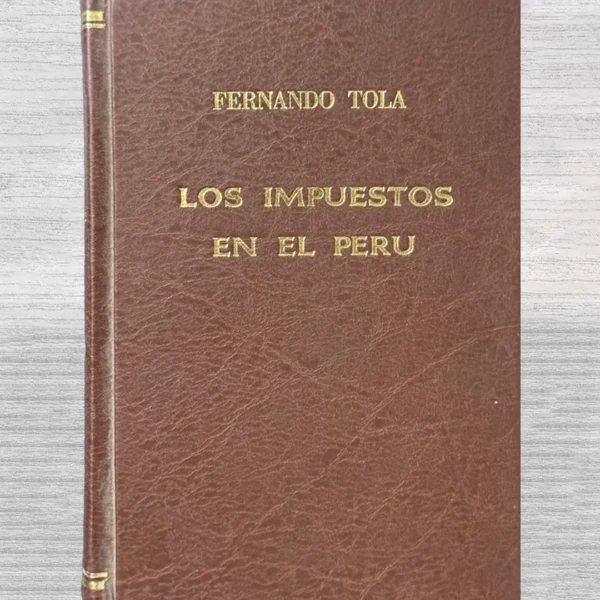 FERNANDO TOLA
LOS IMPUESTOS
EN EL PERU